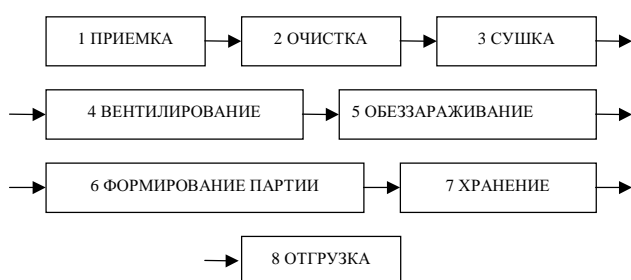 1 ПРИЕМКА 2 ОЧИСТКА 3 СУШКА
4 ВЕНТИЛИРОВАНИЕ 5 ОБЕЗЗАРАЖИВАНИЕ
6 ФОРМИРОВАНИЕ ПАРТИИ 7 ХРАНЕНИЕ
8 ОТГРУЗКА